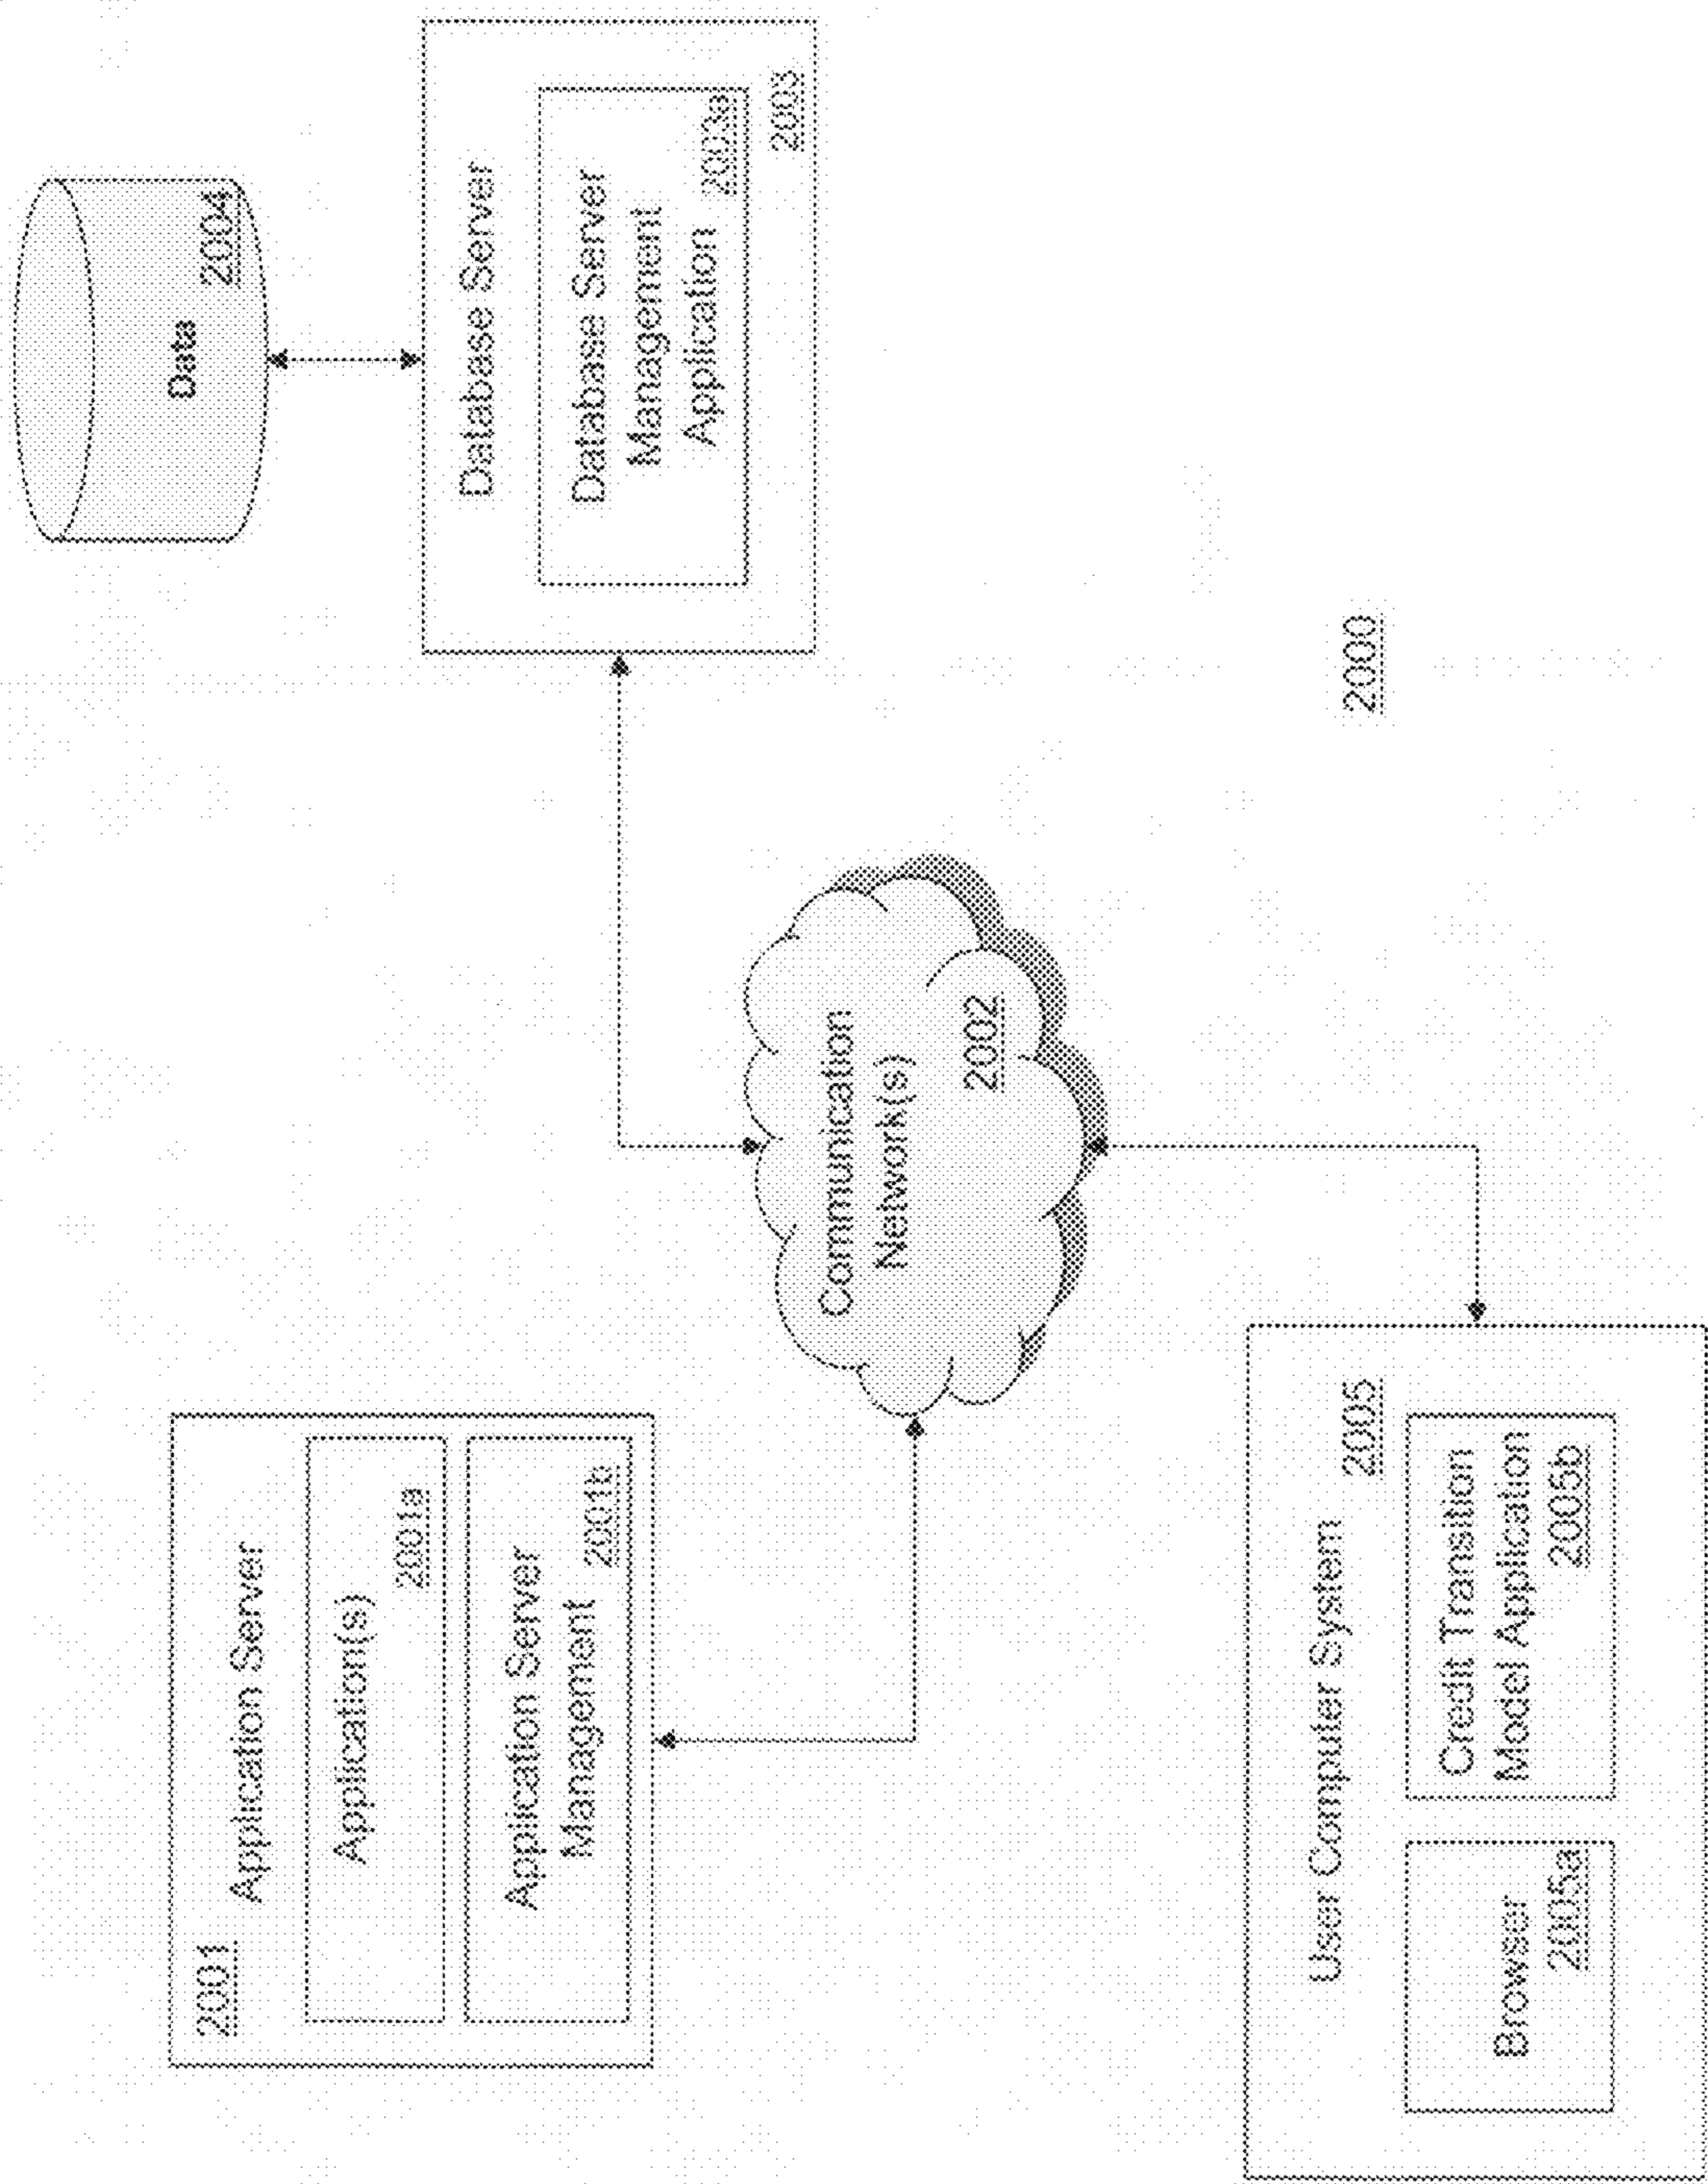 2001
Application Server
Application(s)
2001a
Application Server
Management
2001b
Communication
Network(s)
2002
Data
2004
Database Server
Database Server
Management
Application
2003a
2003
User Computer System
2005
Browser
2005a
Credit Transition
Model Application
2005b
2000